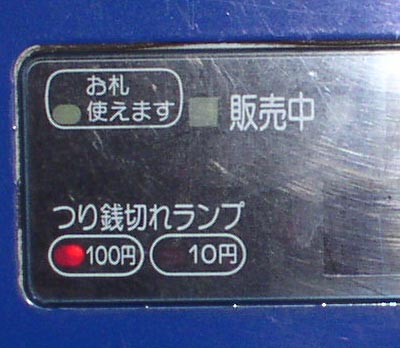 お札
使えます
販売中
つり銭切れランプ
100円
10円